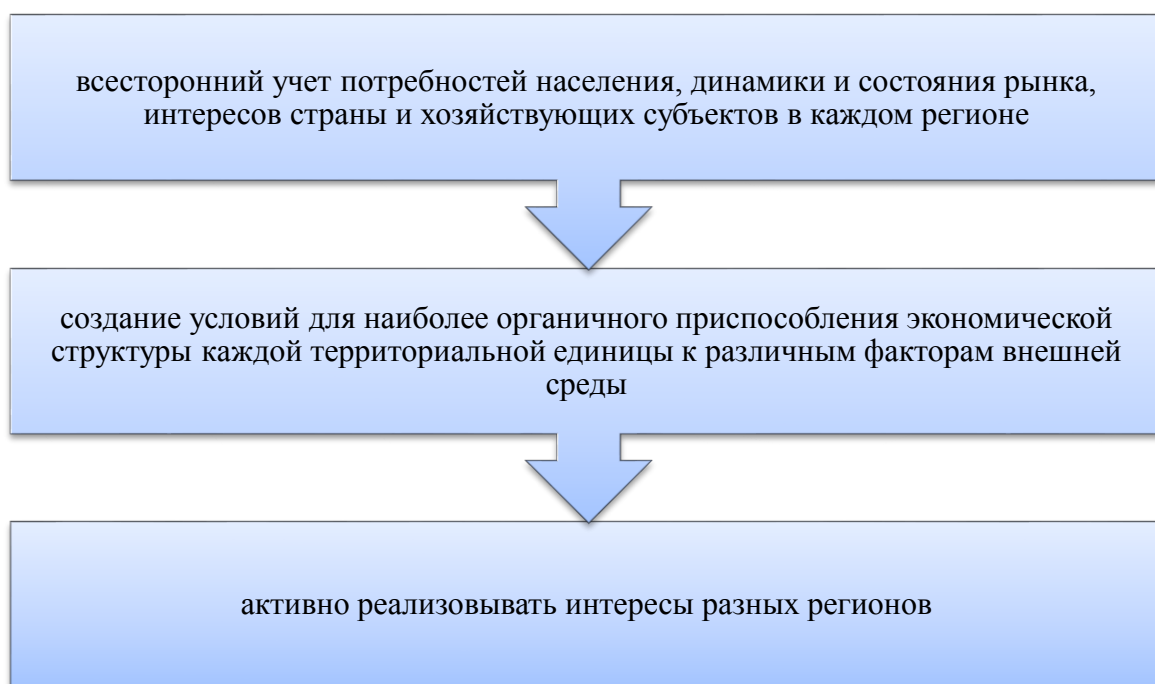 всесторонний учет потребностей населения, динамики и состояния рынка,
интересов страны и хозяйствующих субъектов в каждом регионе
создание условий для наиболее органичного приспособления экономической
структуры каждой территориальной единицы к различным факторам внешней
среды
активно реализовывать интересы разных регионов